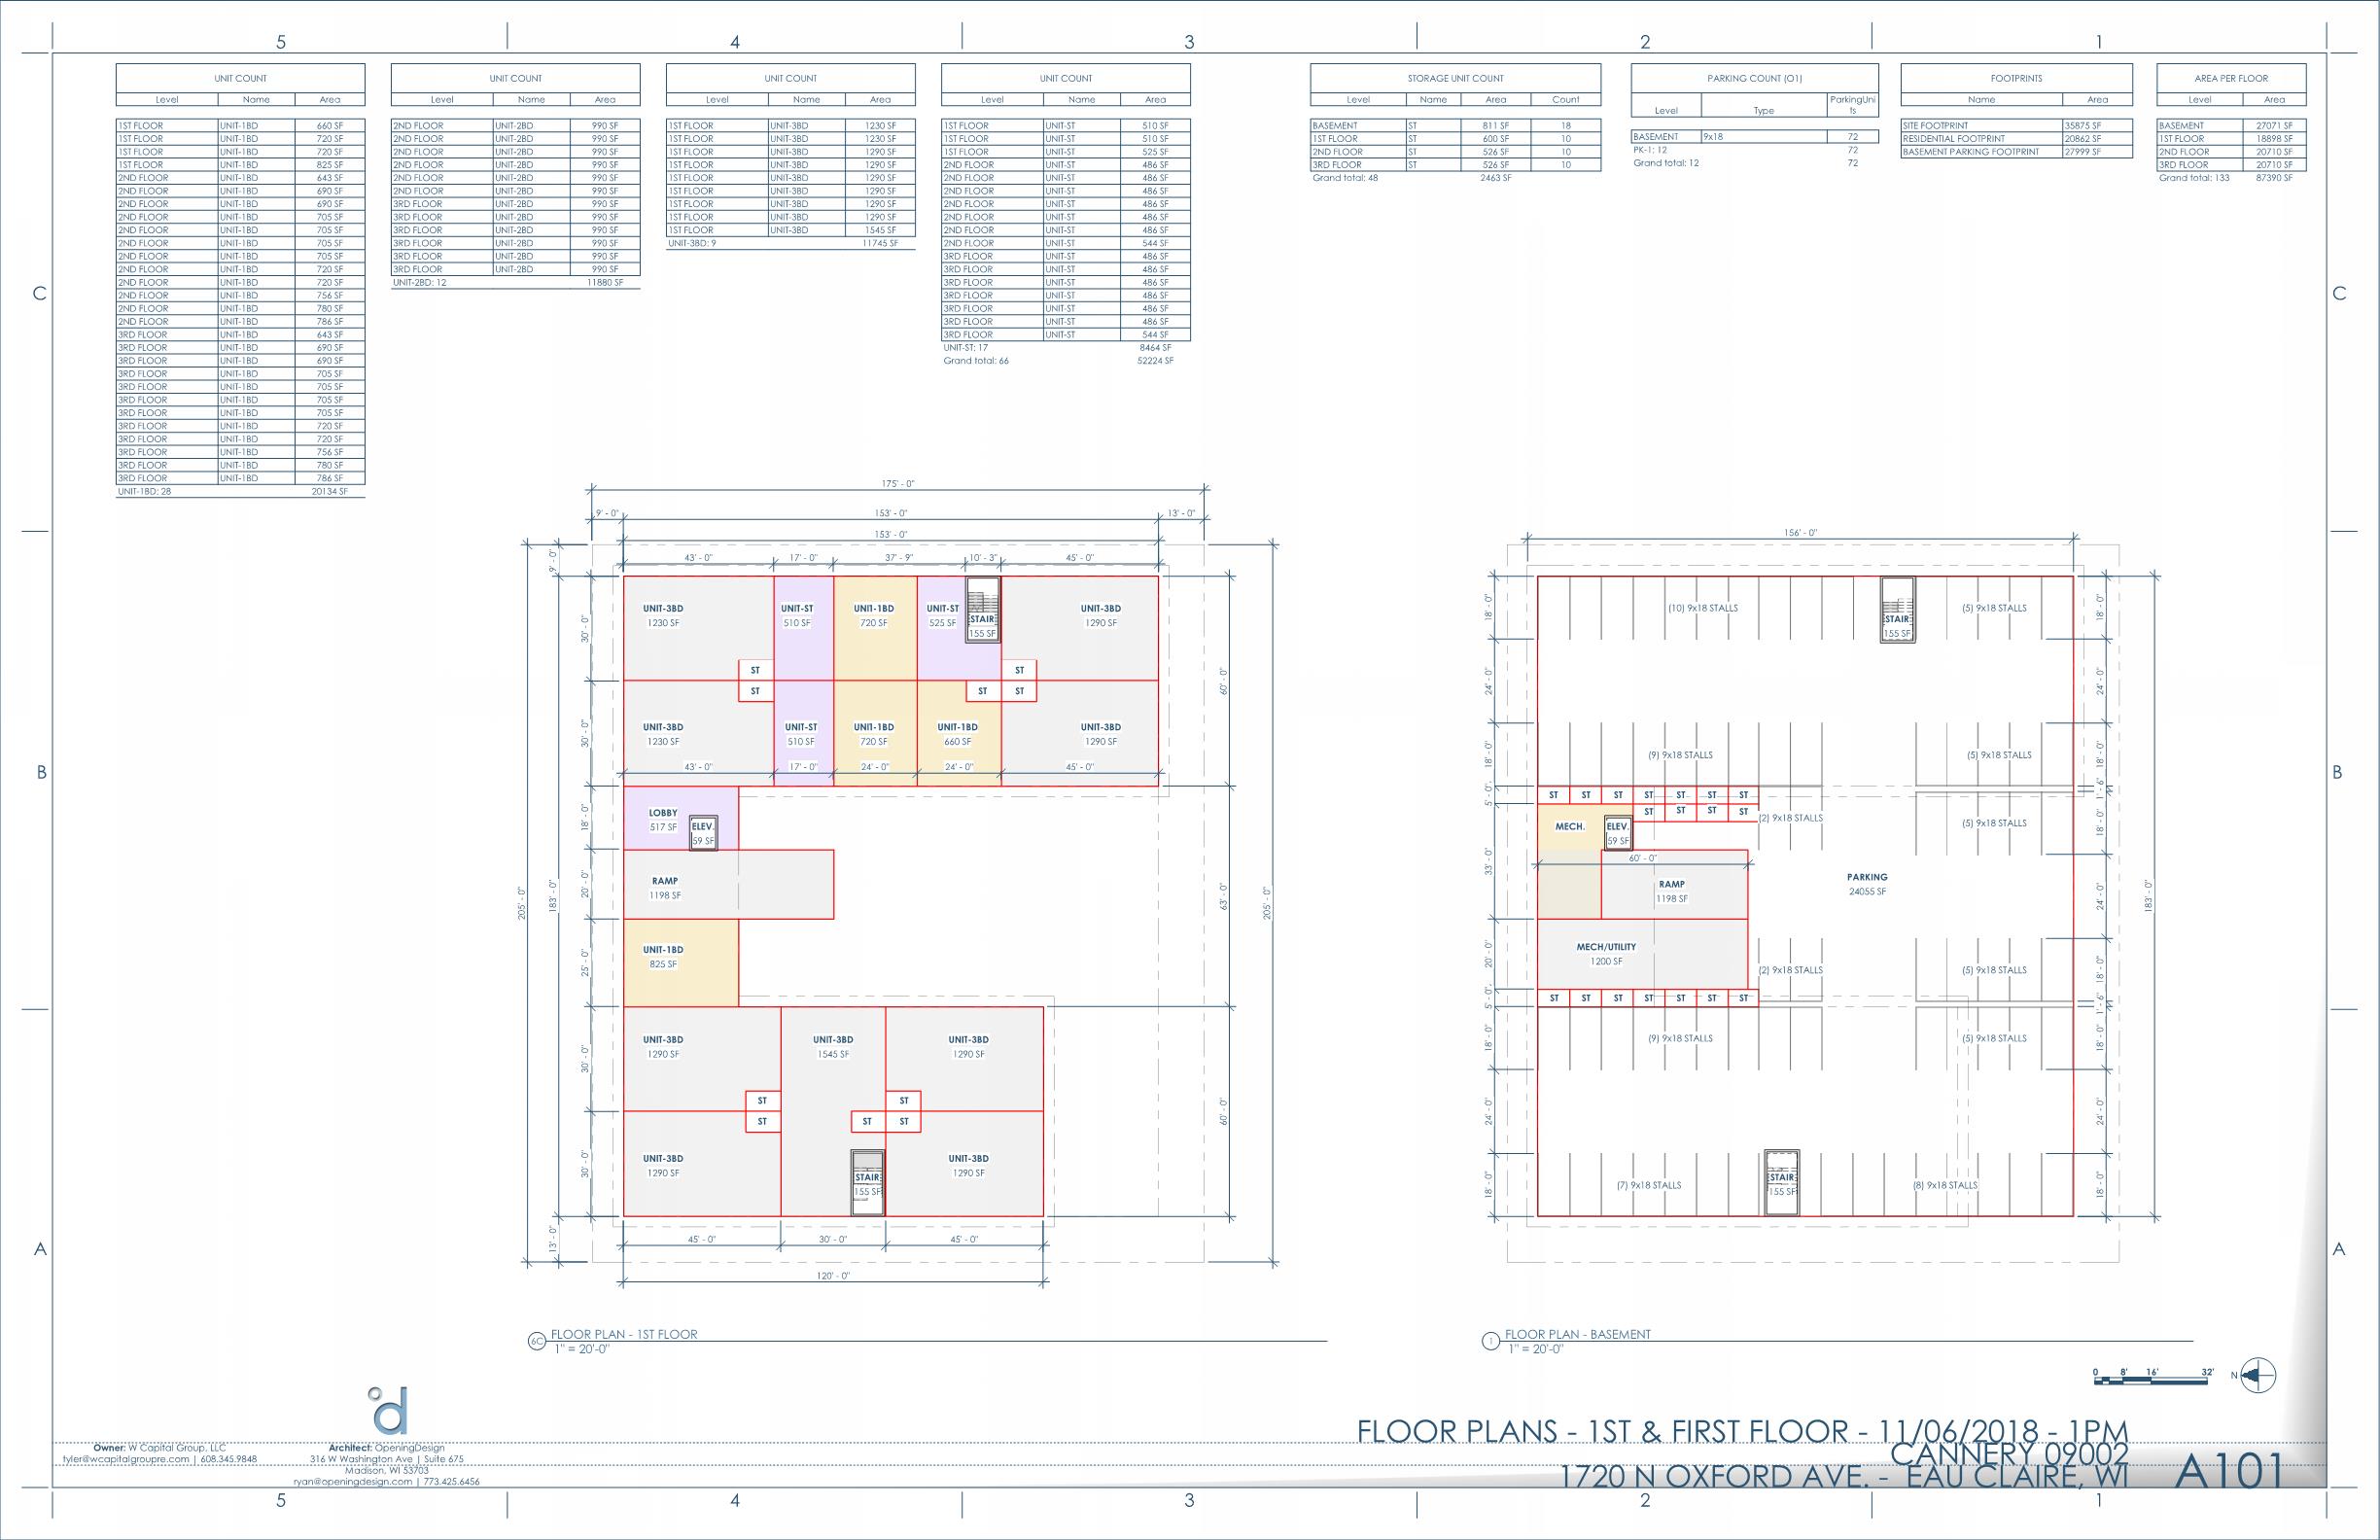 5 4 3 2 1
UNIT COUNT
Level Name Area
1ST FLOOR UNIT-1BD 660 SF
1ST FLOOR UNIT-1BD 720 SF
1ST FLOOR UNIT-1BD 720 SF
1ST FLOOR UNIT-1BD 825 SF
2ND FLOOR UNIT-1BD 643 SF
2ND FLOOR UNIT-1BD 690 SF
2ND FLOOR UNIT-1BD 690 SF
2ND FLOOR UNIT-1BD 705 SF
2ND FLOOR UNIT-1BD 705 SF
2ND FLOOR UNIT-1BD 705 SF
2ND FLOOR UNIT-1BD 705 SF
2ND FLOOR UNIT-1BD 720 SF
2ND FLOOR UNIT-1BD 720 SF
2ND FLOOR UNIT-1BD 756 SF
2ND FLOOR UNIT-1BD 780 SF
2ND FLOOR UNIT-1BD 786 SF
3RD FLOOR UNIT-1BD 643 SF
3RD FLOOR UNIT-1BD 690 SF
3RD FLOOR UNIT-1BD 690 SF
3RD FLOOR UNIT-1BD 705 SF
3RD FLOOR UNIT-1BD 705 SF
3RD FLOOR UNIT-1BD 705 SF
3RD FLOOR UNIT-1BD 705 SF
3RD FLOOR UNIT-1BD 720 SF
3RD FLOOR UNIT-1BD 720 SF
3RD FLOOR UNIT-1BD 756 SF
3RD FLOOR UNIT-1BD 780 SF
3RD FLOOR UNIT-1BD 786 SF
UNIT-1BD: 28 20134 SF
UNIT COUNT
Level Name Area
2ND FLOOR UNIT-2BD 990 SF
2ND FLOOR UNIT-2BD 990 SF
2ND FLOOR UNIT-2BD 990 SF
2ND FLOOR UNIT-2BD 990 SF
2ND FLOOR UNIT-2BD 990 SF
2ND FLOOR UNIT-2BD 990 SF
3RD FLOOR UNIT-2BD 990 SF
3RD FLOOR UNIT-2BD 990 SF
3RD FLOOR UNIT-2BD 990 SF
3RD FLOOR UNIT-2BD 990 SF
3RD FLOOR UNIT-2BD 990 SF
3RD FLOOR UNIT-2BD 990 SF
UNIT-2BD: 12 11880 SF
UNIT COUNT
Level Name Area
1ST FLOOR UNIT-3BD 1230 SF
1ST FLOOR UNIT-3BD 1230 SF
1ST FLOOR UNIT-3BD 1290 SF
1ST FLOOR UNIT-3BD 1290 SF
1ST FLOOR UNIT-3BD 1290 SF
1ST FLOOR UNIT-3BD 1290 SF
1ST FLOOR UNIT-3BD 1290 SF
1ST FLOOR UNIT-3BD 1290 SF
1ST FLOOR UNIT-3BD 1545 SF
UNIT-3BD: 9 11745 SF
UNIT COUNT
Level Name Area
1ST FLOOR UNIT-ST 510 SF
1ST FLOOR UNIT-ST 510 SF
1ST FLOOR UNIT-ST 525 SF
2ND FLOOR UNIT-ST 486 SF
2ND FLOOR UNIT-ST 486 SF
2ND FLOOR UNIT-ST 486 SF
2ND FLOOR UNIT-ST 486 SF
2ND FLOOR UNIT-ST 486 SF
2ND FLOOR UNIT-ST 486 SF
2ND FLOOR UNIT-ST 544 SF
3RD FLOOR UNIT-ST 486 SF
3RD FLOOR UNIT-ST 486 SF
3RD FLOOR UNIT-ST 486 SF
3RD FLOOR UNIT-ST 486 SF
3RD FLOOR UNIT-ST 486 SF
3RD FLOOR UNIT-ST 486 SF
3RD FLOOR UNIT-ST 544 SF
UNIT-ST: 17 8464 SF
Grand total: 66 52224 SF
STORAGE UNIT COUNT
Level Name Area Count
BASEMENT ST 811 SF 18
1ST FLOOR ST 600 SF 10
2ND FLOOR ST 526 SF 10
3RD FLOOR ST 526 SF 10
Grand total: 48 2463 SF
PARKING COUNT (O1)
Level Type ParkingUni
ts
BASEMENT 9x18 72
PK-1: 12 72
Grand total: 12 72
FOOTPRINTS
Name Area
SITE FOOTPRINT 35875 SF
RESIDENTIAL FOOTPRINT 20862 SF
BASEMENT PARKING FOOTPRINT 27999 SF
AREA PER FLOOR
Level Area
BASEMENT 27071 SF
1ST FLOOR 18898 SF
2ND FLOOR 20710 SF
3RD FLOOR 20710 SF
Grand total: 133 87390 SF
C C
B B
A A
175' - 0"
9' - 0" 153' - 0" 13' - 0"
153' - 0"
43' - 0" 17' - 0" 37' - 9" 10' - 3" 45' - 0"
205' - 0"
9' - 0"
183' - 0"
13' - 0"
30' - 0"
30' - 0"
18' - 0"
20' - 0"
25' - 0"
30' - 0"
30' - 0"
UNIT-3BD UNIT-ST UNIT-1BD UNIT-ST STAIR UNIT-3BD
1230 SF 510 SF 720 SF 525 SF 155 SF 1290 SF
ST ST
ST ST ST
UNIT-3BD UNIT-ST UNIT-1BD UNIT-1BD UNIT-3BD
1230 SF 510 SF 720 SF 660 SF 1290 SF
43' - 0" 17' - 0" 24' - 0" 24' - 0" 45' - 0"
LOBBY ELEV.
517 SF 59 SF
RAMP
1198 SF
UNIT-1BD
825 SF
UNIT-3BD UNIT-3BD UNIT-3BD
1290 SF 1545 SF 1290 SF
ST ST
ST ST ST
UNIT-3BD STAIR UNIT-3BD
1290 SF 155 SF 1290 SF
60' - 0"
63' - 0"
60' - 0"
205' - 0"
45' - 0" 30' - 0" 45' - 0"
120' - 0"
6C FLOOR PLAN - 1ST FLOOR
1" = 20'-0"
156' - 0"
18' - 0"
24' - 0"
18' - 0"
5' - 0"
33' - 0"
20' - 0"
5' - 0"
18' - 0"
24' - 0"
18' - 0"
(10) 9x18 STALLS STAIR (5) 9x18 STALLS
155 SF
(9) 9x18 STALLS (5) 9x18 STALLS
ST ST ST ST ST ST ST
ST ST ST ST
(2) 9x18 STALLS (5) 9x18 STALLS
MECH. ELEV.
59 SF
60' - 0"
RAMP
1198 SF
PARKING
24055 SF
MECH/UTILITY
1200 SF
(2) 9x18 STALLS (5) 9x18 STALLS
ST ST ST ST ST ST ST
(9) 9x18 STALLS (5) 9x18 STALLS
(7) 9x18 STALLS STAIR (8) 9x18 STALLS
155 SF
18' - 0"
24' - 0"
18' - 0"
1' - 6"
18' - 0"
24' - 0"
18' - 0"
1' - 6"
18' - 0"
24' - 0"
18' - 0"
183' - 0"
1 FLOOR PLAN - BASEMENT
1" = 20'-0"
0 8' 16' 32' N
d
Owner: W Capital Group, LLC
tyler@wcapitalgroupre.com | 608.345.9848
Architect: OpeningDesign
316 W Washington Ave | Suite 675
Madison, WI 53703
ryan@openingdesign.com | 773.425.6456
FLOOR PLANS - 1ST & FIRST FLOOR - 11/06/2018 - 1PM
CANNERY 09002
1720 N OXFORD AVE. - EAU CLAIRE, WI
A101
5 4 3 2 1